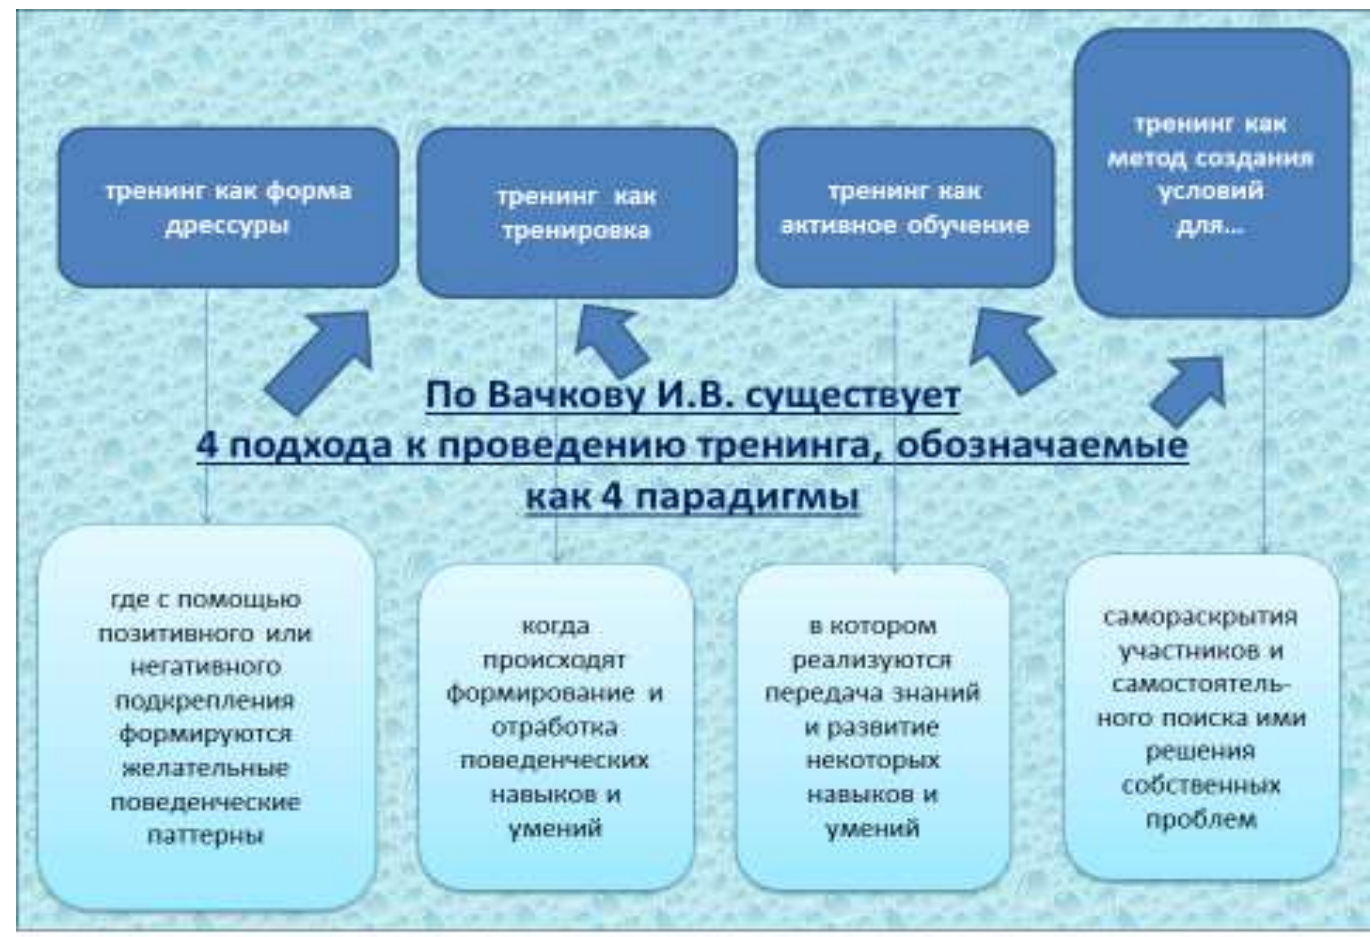 тренинг как форма
дрессуры
тренинг как
тренировка
тренинг как
активное обучение
тренинг как
метод создания
условий
для...
По Вачкову И.В. существует
4 подхода к проведению тренинга, обозначаемые
как 4 парадигмы
где с помощью
позитивного или
негативного
подкрепления
формируются
желательные
поведенческие
паттерны
когда
происходят
формирование и
отработка
поведенческих
навыков и
умений
в котором
реализуются
передача знаний
и развитие
некоторых
навыков и
умений
самораскрытия
участников и
самостоятель-
ного поиска ими
решения
собственных
проблем